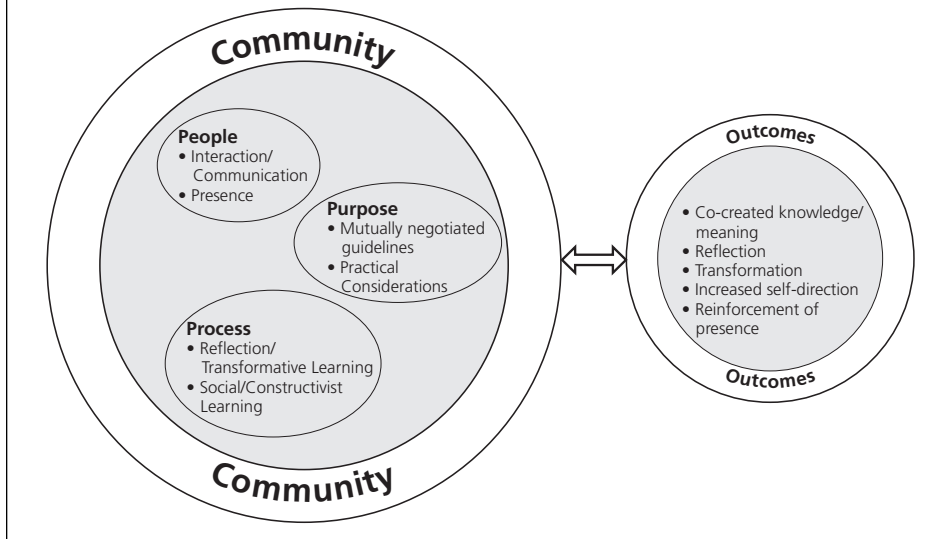 Community
People
• Interaction/
Communication
• Presence
Purpose
• Mutually negotiated
guidelines
• Practical
Considerations
Process
• Reflection/
Transformative Learning
• Social/Constructivist
Learning
Community
Outcomes
• Co-created knowledge/
meaning
• Reflection
• Transformation
• Increased self-direction
• Reinforcement of
presence
Outcomes